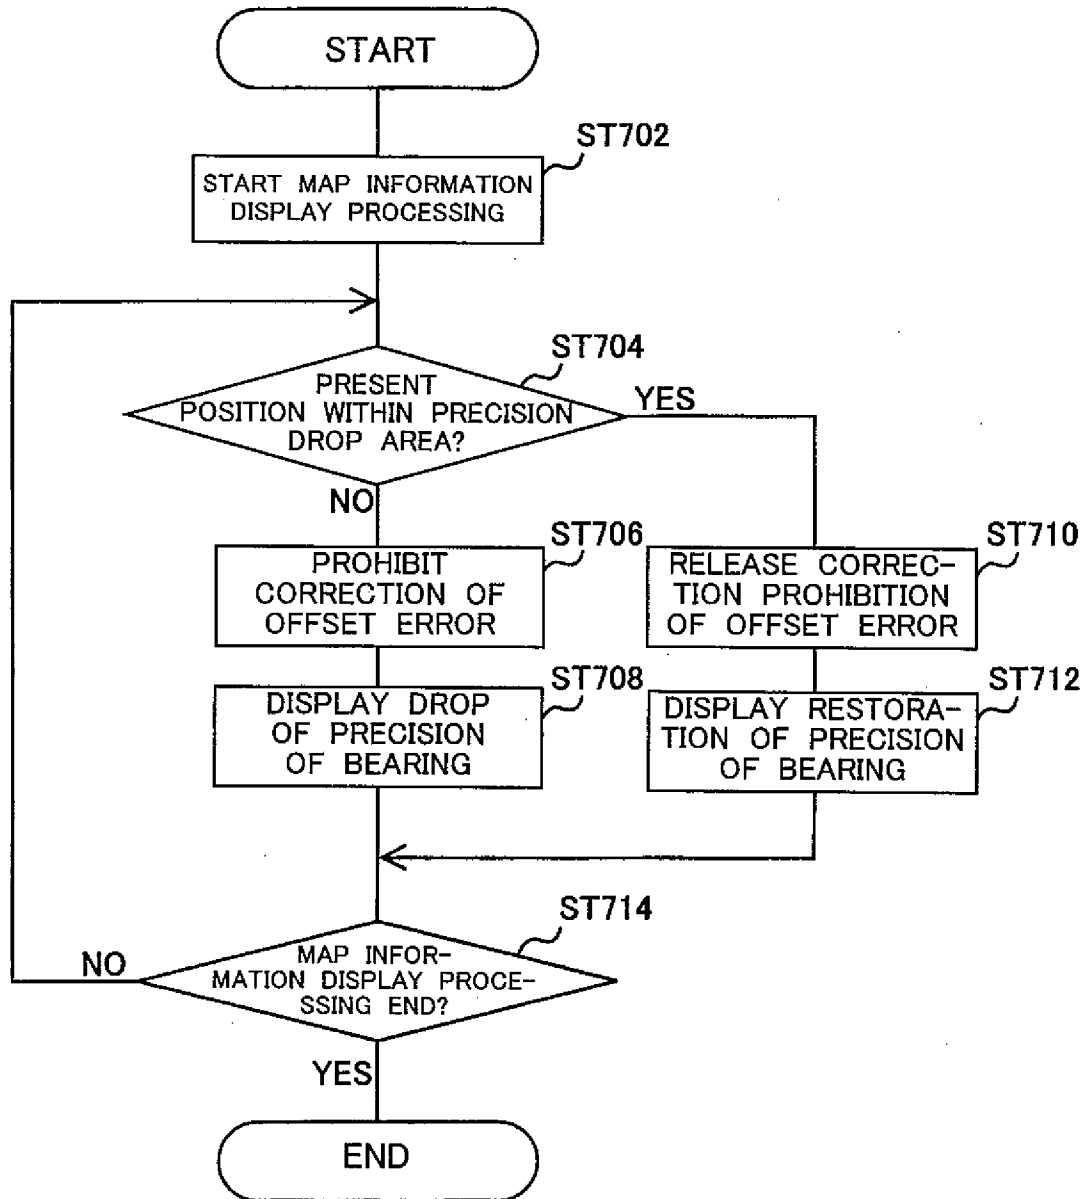 START
ST702
START MAP INFORMATION
DISPLAY PROCESSING
ST704
PRESENT
POSITION WITHIN PRECISION
DROP AREA?
YES
NO
ST706
PROHIBIT
CORRECTION OF
OFFSET ERROR
ST710
RELEASE CORREC-
TION PROHIBITION
OF OFFSET ERROR
ST708
DISPLAY DROP
OF PRECISION
OF BEARING
ST712
DISPLAY RESTORA-
TION OF PRECISION
OF BEARING
ST714
MAP INFOR-
MATION DISPLAY PROCE-
SSING END?
NO
YES
END